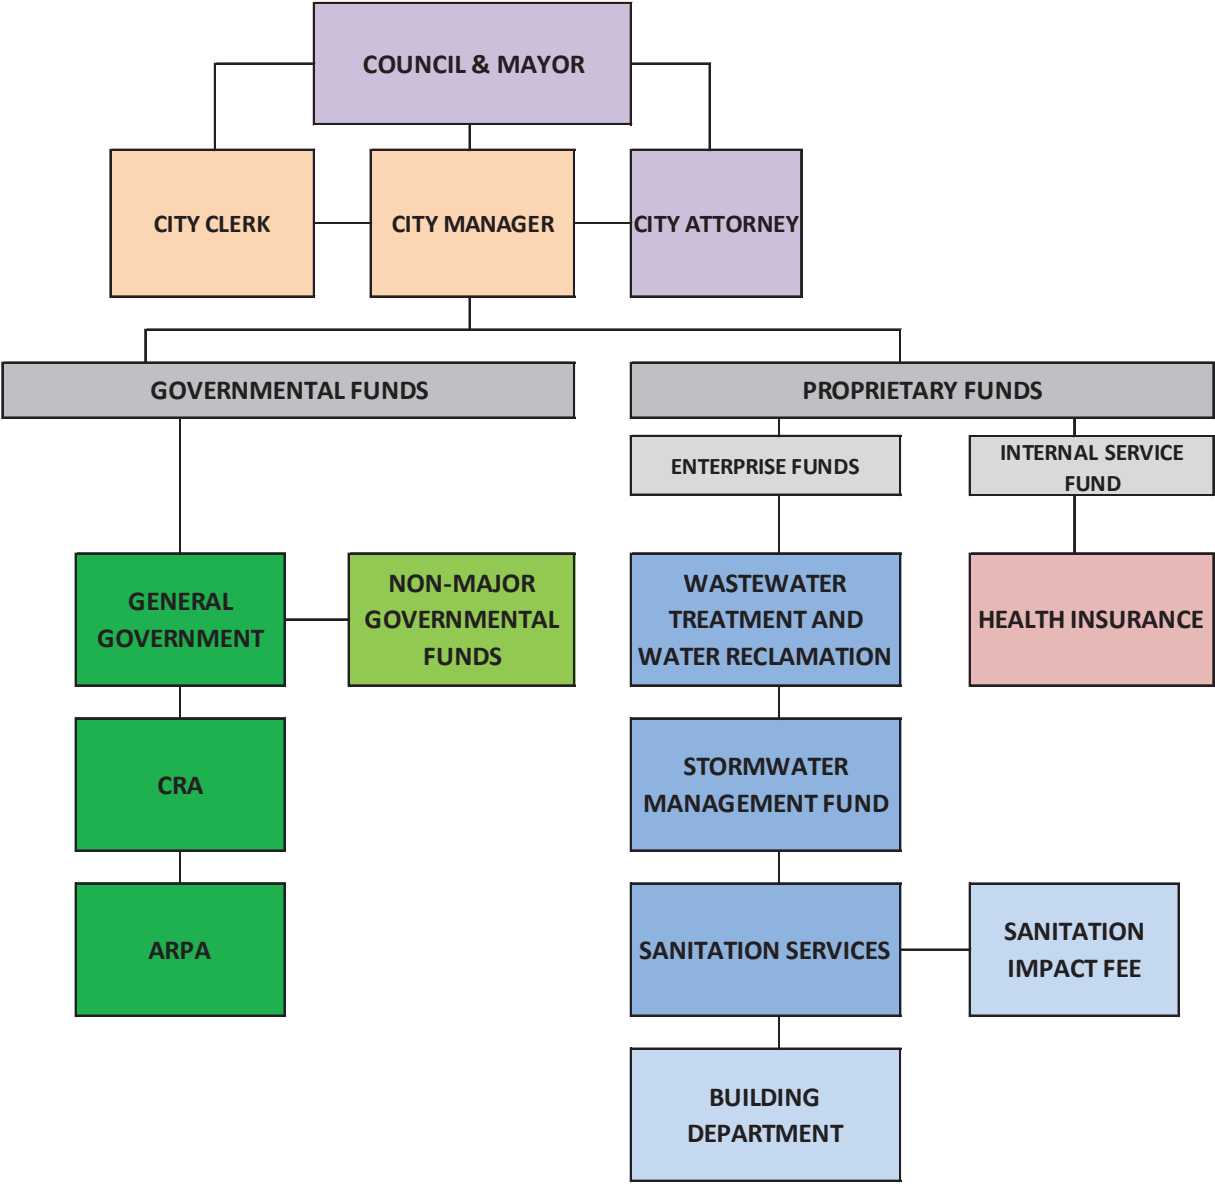 COUNCIL & MAYOR
CITY CLERK
CITY MANAGER
CITY ATTORNEY
GOVERNMENTAL FUNDS
PROPRIETARY FUNDS
ENTERPRISE FUNDS
INTERNAL SERVICE
FUND
GENERAL
GOVERNMENT
NON-MAJOR
GOVERNMENTAL
FUNDS
WASTEWATER
TREATMENT AND
WATER RECLAMATION
HEALTH INSURANCE
CRA
STORMWATER
MANAGEMENT FUND
ARPA
SANITATION SERVICES
SANITATION
IMPACT FEE
BUILDING
DEPARTMENT